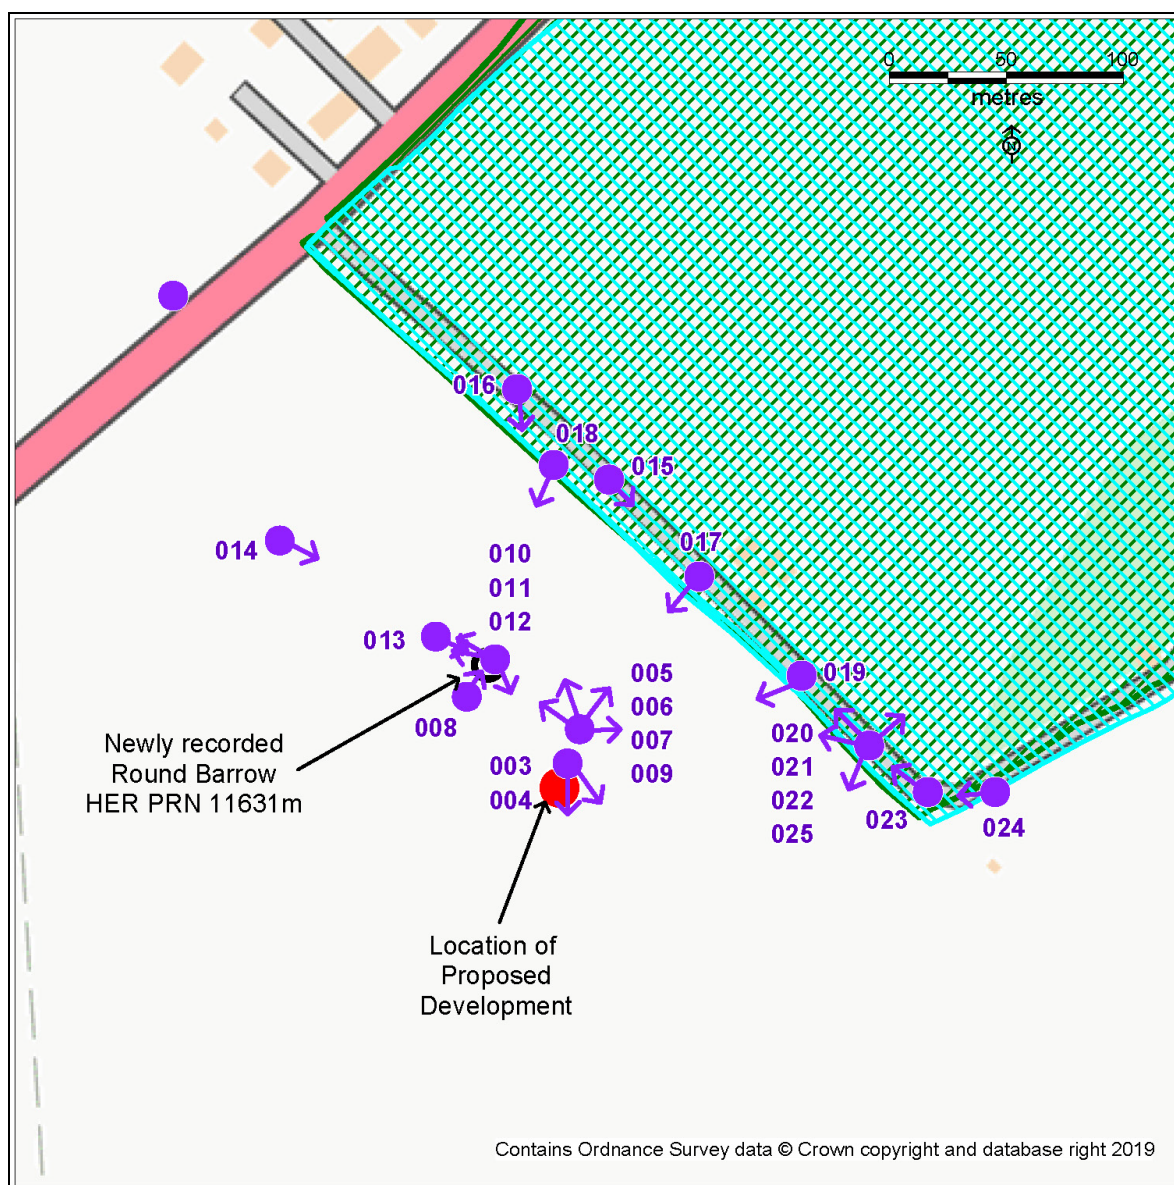 0 50 100
metres
N
016
018
015
014
010
011
012
017
013
008
005
006
007
009
019
003
004
020
021
022
025
023
024
Newly recorded
Round Barrow
HER PRN 11631m
Location of
Proposed
Development
Contains Ordnance Survey data © Crown copyright and database right 2019